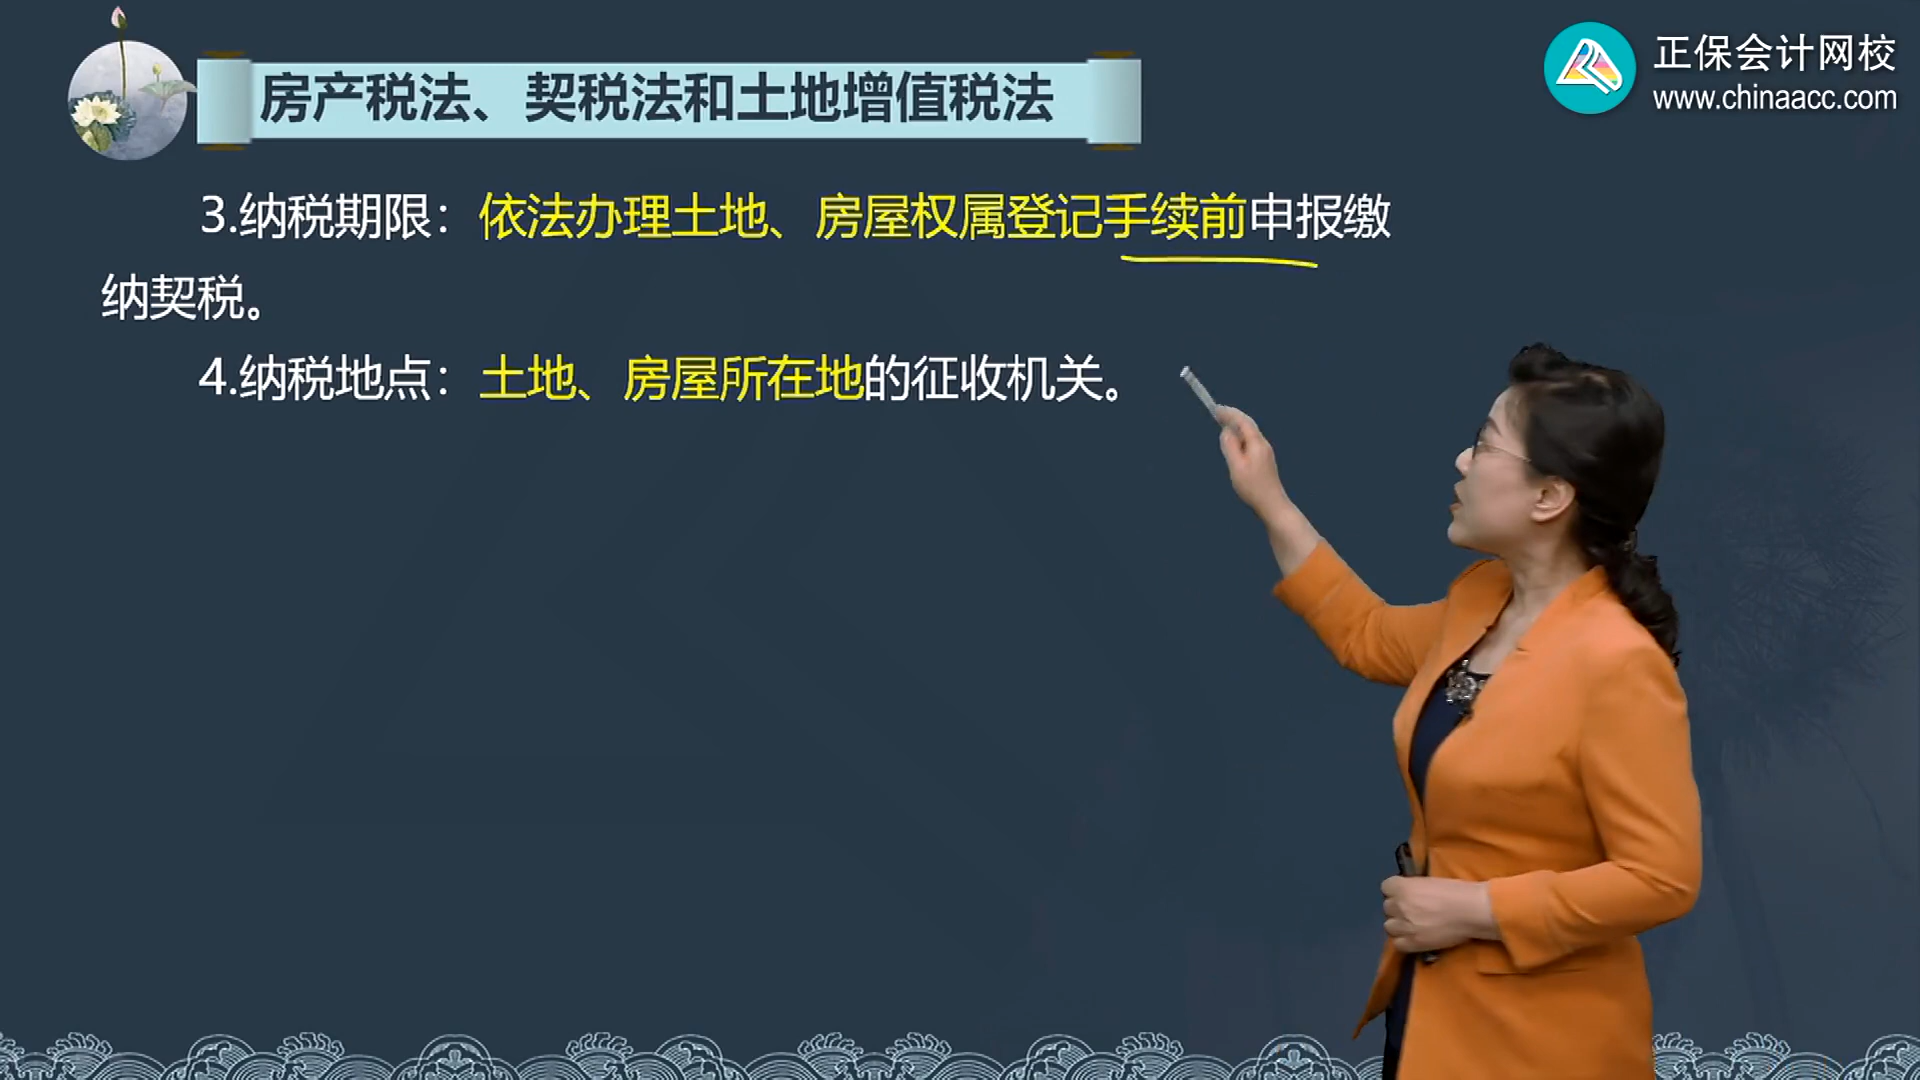 房产税法、契税法和土地增值税法
正保会计网校
www.chinaacc.com
3.纳税期限：依法办理土地、房屋权属登记手续前申报缴
纳契税。
4.纳税地点：土地、房屋所在地的征收机关。